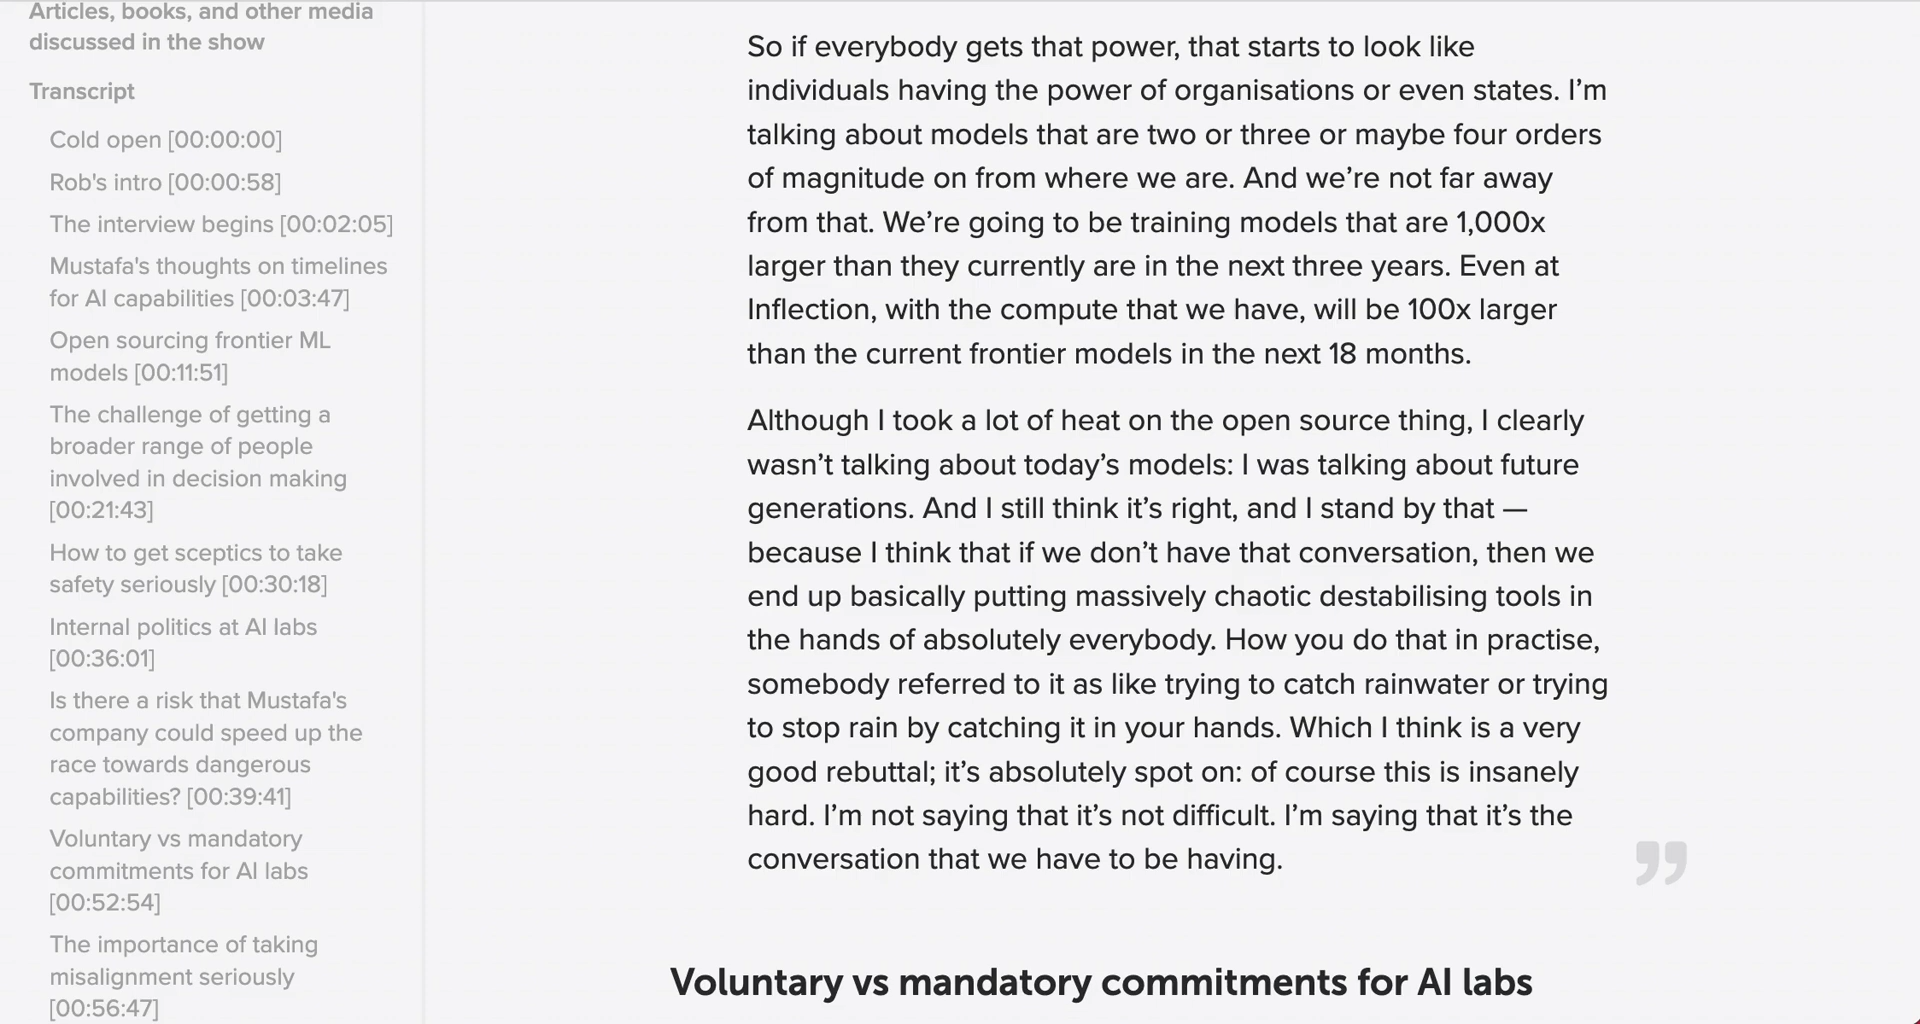 Articles, books, and other media
discussed in the show
Transcript
Cold open [00:00:00]
Rob's intro [00:00:58]
The interview begins [00:02:05]
Mustafa's thoughts on timelines
for AI capabilities [00:03:47]
Open sourcing frontier ML
models [00:11:51]
The challenge of getting a
broader range of people
involved in decision making
[00:21:43]
How to get sceptics to take
safety seriously [00:30:18]
Internal politics at AI labs
[00:36:01]
Is there a risk that Mustafa's
company could speed up the
race towards dangerous
capabilities? [00:39:41]
Voluntary vs mandatory
commitments for AI labs
[00:52:54]
The importance of taking
misalignment seriously
[00:56:47]
So if everybody gets that power, that starts to look like
individuals having the power of organisations or even states. I’m
talking about models that are two or three or maybe four orders
of magnitude on from where we are. And we’re not far away
from that. We’re going to be training models that are 1,000x
larger than they currently are in the next three years. Even at
Inflection, with the compute that we have, will be 100x larger
than the current frontier models in the next 18 months.
Although I took a lot of heat on the open source thing, I clearly
wasn’t talking about today’s models: I was talking about future
generations. And I still think it’s right, and I stand by that —
because I think that if we don’t have that conversation, then we
end up basically putting massively chaotic destabilising tools in
the hands of absolutely everybody. How you do that in practise,
somebody referred to it as like trying to catch rainwater or trying
to stop rain by catching it in your hands. Which I think is a very
good rebuttal; it’s absolutely spot on: of course this is insanely
hard. I’m not saying that it’s not difficult. I’m saying that it’s the
conversation that we have to be having.
”
Voluntary vs mandatory commitments for AI labs